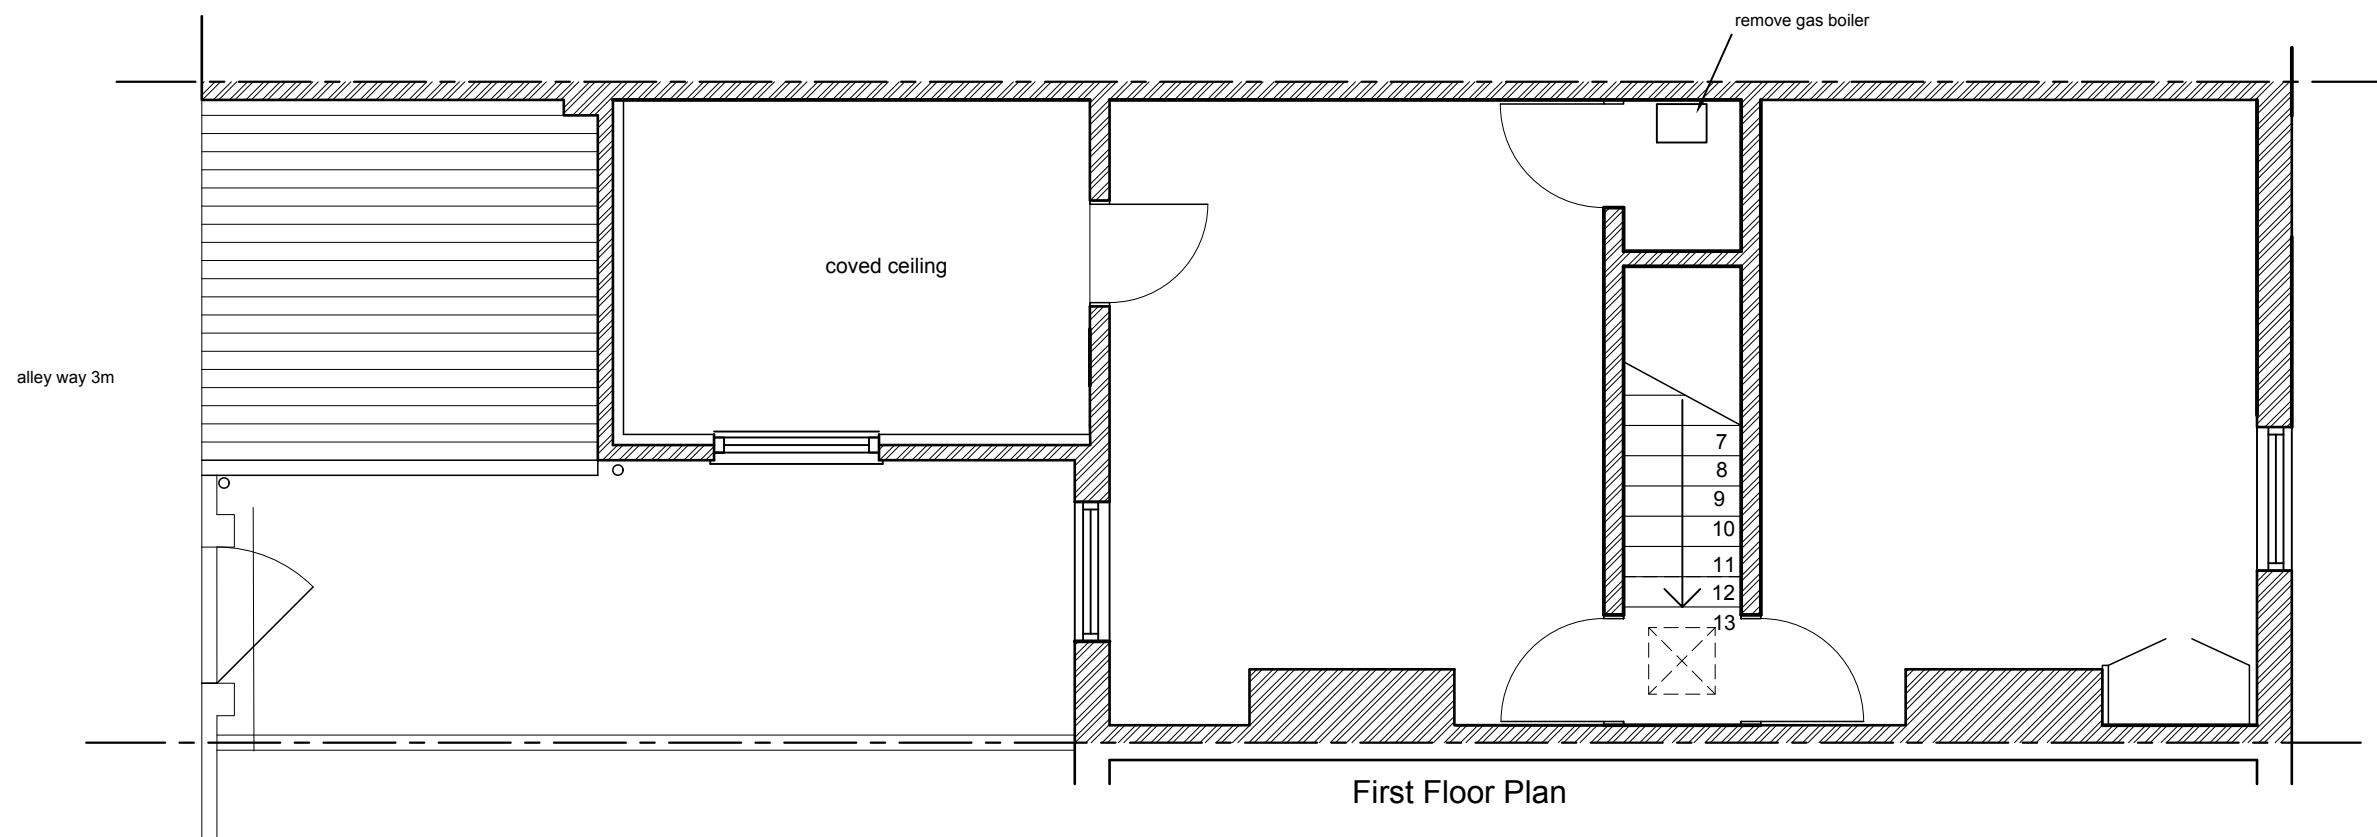 remove gas boiler
coved ceiling
alley way 3m
7
8
9
10
11
12
13
First Floor Plan